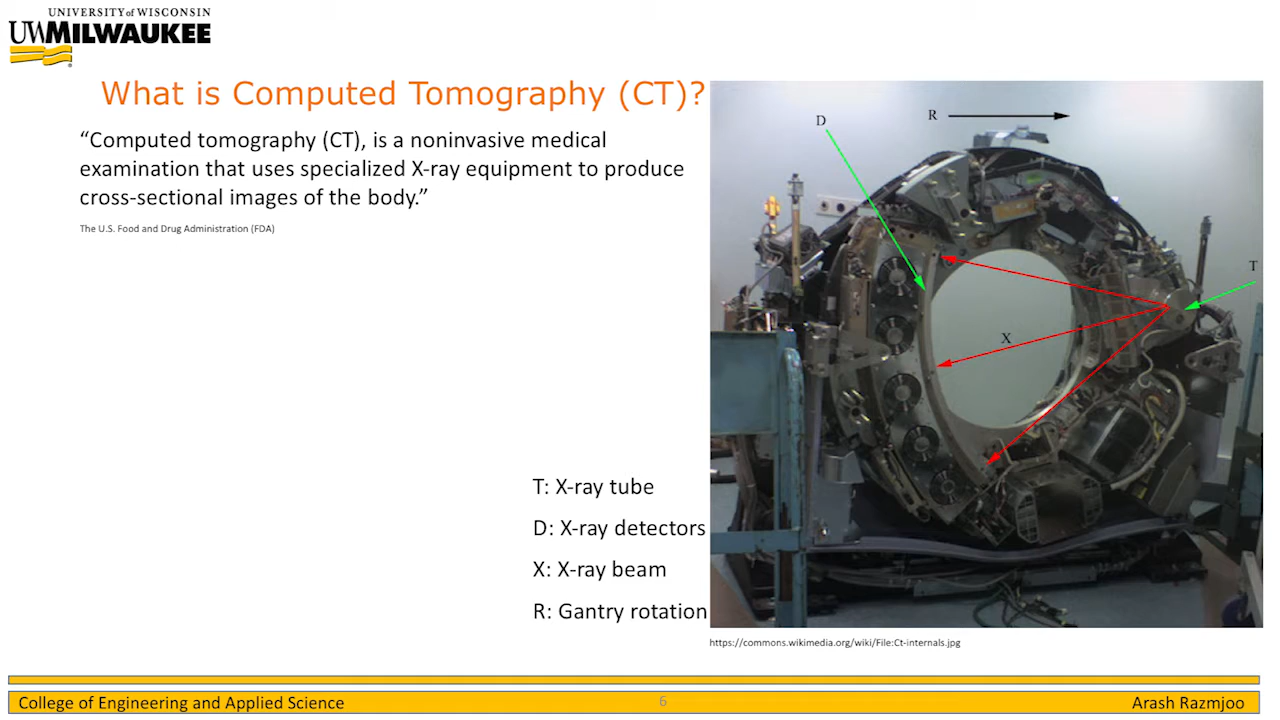 UNIVERSITY of WISCONSIN
UWMILWAUKEE
What is Computed Tomography (CT)?
“Computed tomography (CT), is a noninvasive medical
examination that uses specialized X-ray equipment to produce
cross-sectional images of the body.”
The U.S. Food and Drug Administration (FDA)
D
R
T
X
T: X-ray tube
D: X-ray detectors
X: X-ray beam
R: Gantry rotation
https://commons.wikimedia.org/wiki/File:Ct-internals.jpg
College of Engineering and Applied Science
6
Arash Razmjoo